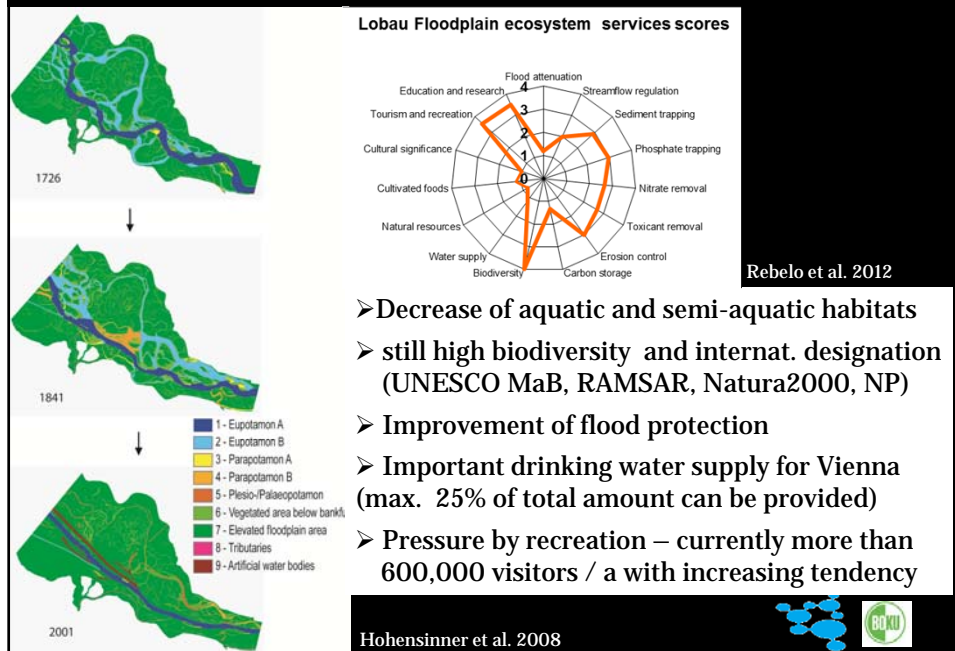 Lobau Floodplain ecosystem services scores
Flood attenuation
Streamflow regulation
Sediment trapping
Phosphate trapping
Nitrate removal
Toxicant removal
Erosion control
Carbon storage
Biodiversity
Water supply
Natural resources
Cultivated foods
Cultural significance
Tourism and recreation
Education and research
4
3
2
1
0
Rebelo et al. 2012
1726
1841
2001
1 - Eupotamon A
2 - Eupotamon B
3 - Parapotamon A
4 - Parapotamon B
5 - Plesio-/Palaeopotamon
6 - Vegetated area below bankfu
7 - Elevated floodplain area
8 - Tributaries
9 - Artificial water bodies
➢Decrease of aquatic and semi-aquatic habitats
➢ still high biodiversity and internat. designation
(UNESCO MaB, RAMSAR, Natura2000, NP)
➢ Improvement of flood protection
➢ Important drinking water supply for Vienna
(max. 25% of total amount can be provided)
➢ Pressure by recreation – currently more than
600,000 visitors / a with increasing tendency
Hohensinner et al. 2008
BOKU